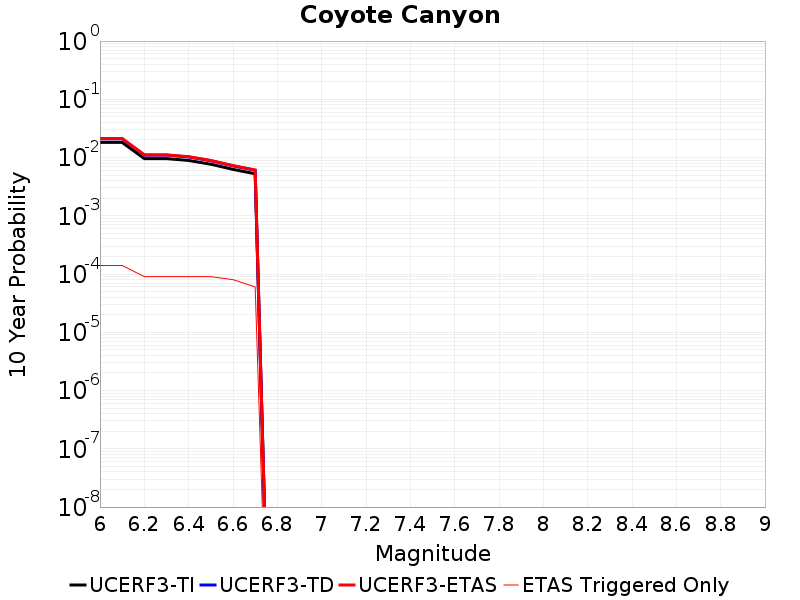 Coyote Canyon
10^0
10^-1
10^-2
10^-3
10^-4
10^-5
10^-6
10^-7
10^-8
10 Year Probability
6 6.2 6.4 6.6 6.8 7 7.2 7.4 7.6 7.8 8 8.2 8.4 8.6 8.8 9
Magnitude
UCERF3-TI UCERF3-TD UCERF3-ETAS ETAS Triggered Only